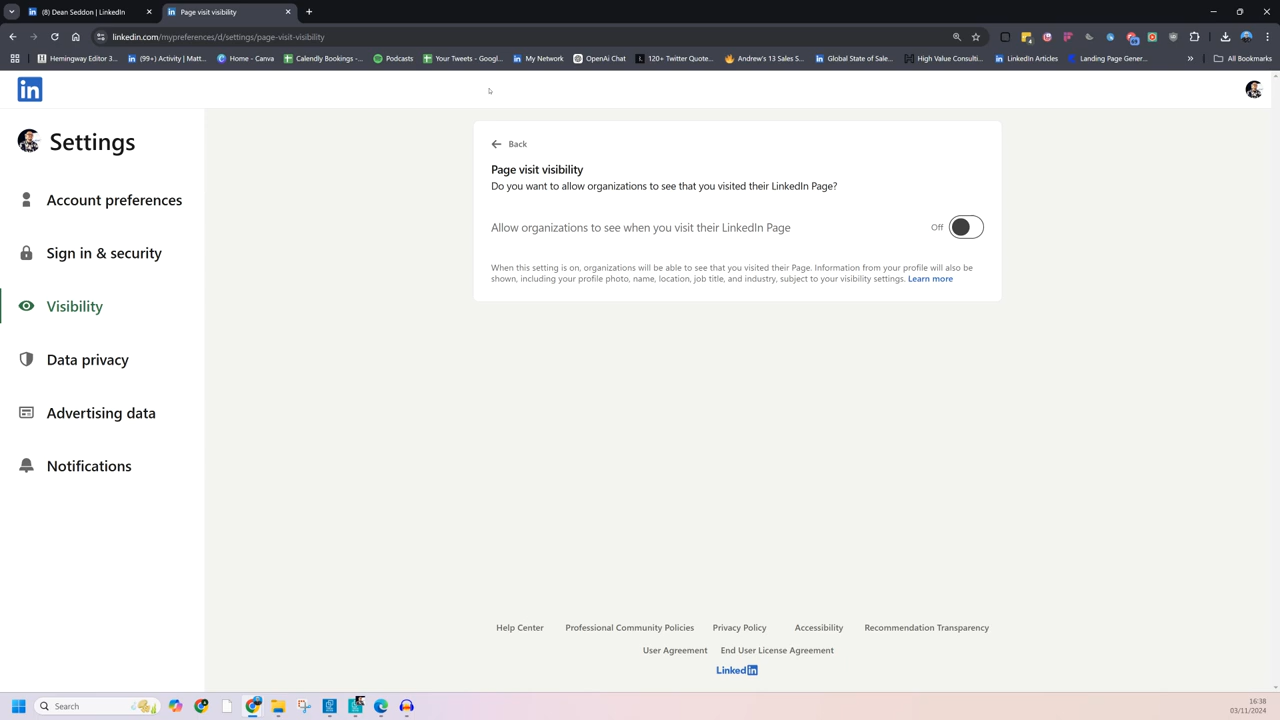 (8) Dean Seddon | LinkedIn
Page visit visibility
linkedin.com/mypreferences/d/settings/page-visit-visibility
Hemingway Editor 3...
(99+) Activity | Matt...
Home - Canva
Calendly Bookings -...
Podcasts
Your Tweets - Googl...
My Network
OpenAI Chat
120+ Twitter Quote...
Andrew's 13 Sales S...
Global State of Sale...
High Value Consulti...
LinkedIn Articles
Landing Page Gener...
All Bookmarks
in
Settings
Account preferences
Sign in & security
Visibility
Data privacy
Advertising data
Notifications
Back
Page visit visibility
Do you want to allow organizations to see that you visited their LinkedIn Page?
Allow organizations to see when you visit their LinkedIn Page
Off
When this setting is on, organizations will be able to see that you visited their Page. Information from your profile will also be
shown, including your profile photo, name, location, job title, and industry, subject to your visibility settings. Learn more
Help Center Professional Community Policies Privacy Policy Accessibility Recommendation Transparency
User Agreement End User License Agreement
LinkedIn
Search
16:38
03/11/2024